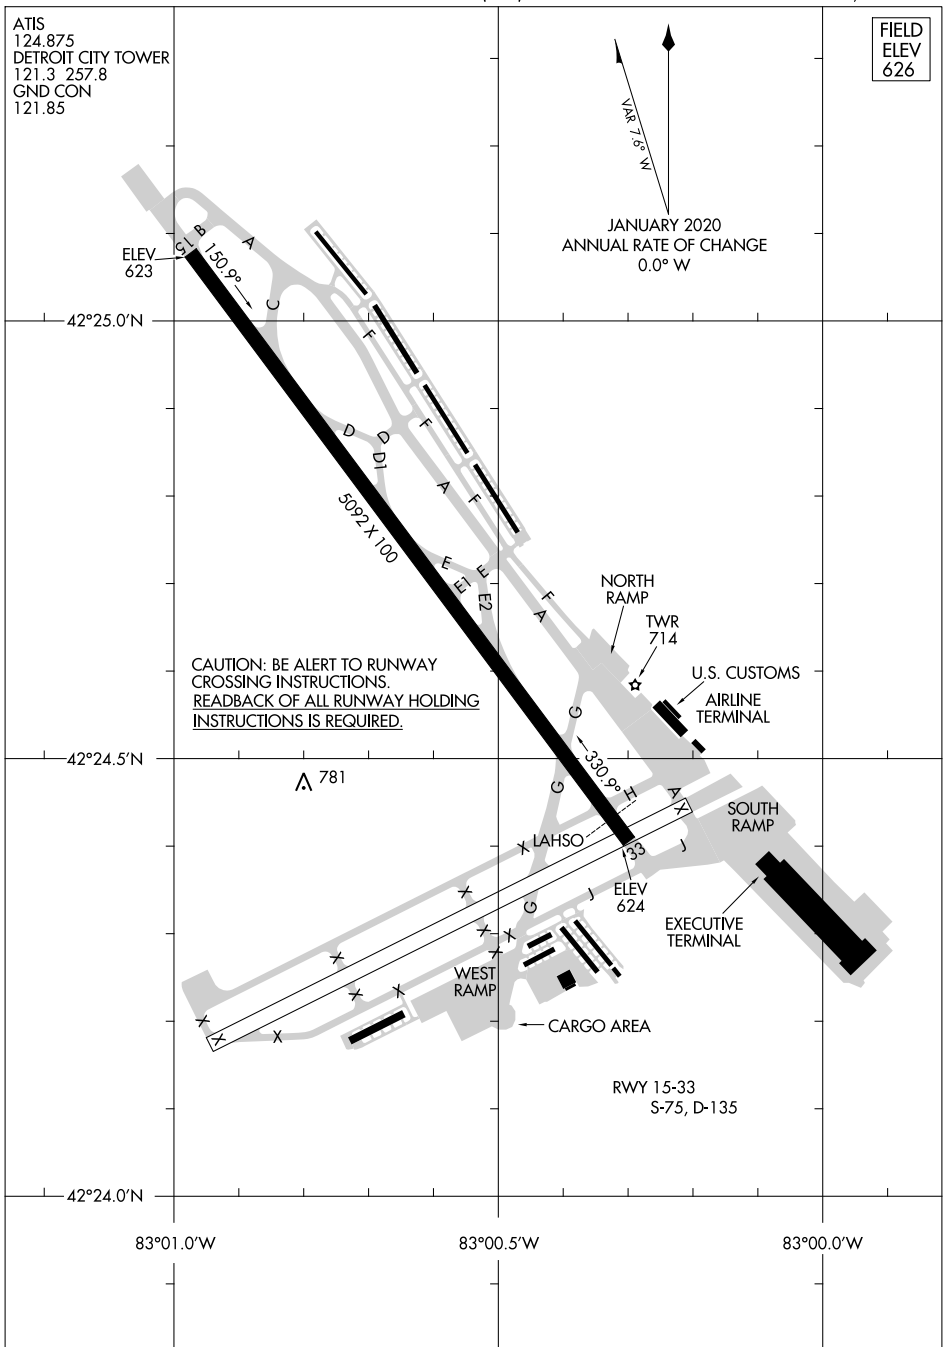 ATIS
124.875
DETROIT CITY TOWER
121.3 257.8
GND CON
121.85
FIELD
ELEV
626
VAR 7.6° W
JANUARY 2020
ANNUAL RATE OF CHANGE
0.0° W
ELEV
623
15
B
A
150.9°
C
F
42°25.0'N
D
D
D1
F
A
F
5092 X 100
E
E
E1
E2
F
A
NORTH
RAMP
TWR
714
U.S. CUSTOMS
AIRLINE
TERMINAL
CAUTION: BE ALERT TO RUNWAY
CROSSING INSTRUCTIONS.
READBACK OF ALL RUNWAY HOLDING
INSTRUCTIONS IS REQUIRED.
G
42°24.5'N
781
330.9°
G
H
A
X
SOUTH
RAMP
LAHSO
X
33
J
ELEV
624
X
J
G
EXECUTIVE
TERMINAL
X
X
X
X
WEST
RAMP
X
X
X
X
X
CARGO AREA
RWY 15-33
S-75, D-135
42°24.0'N
83°01.0'W
83°00.5'W
83°00.0'W